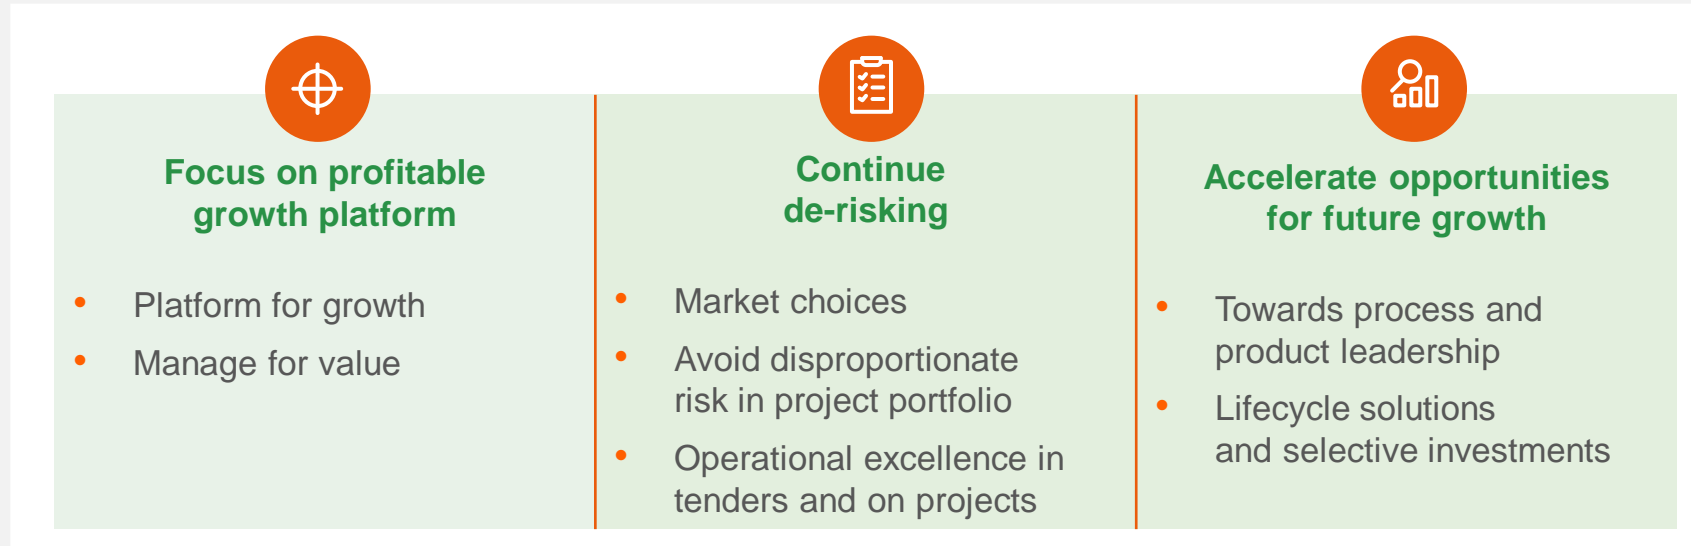 Focus on profitable
growth platform
• Platform for growth
• Manage for value
Continue
de-risking
• Market choices
• Avoid disproportionate
risk in project portfolio
• Operational excellence in
tenders and on projects
Accelerate opportunities
for future growth
• Towards process and
product leadership
• Lifecycle solutions
and selective investments